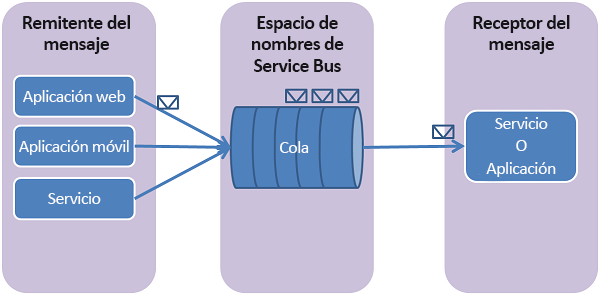 Remitente del
mensaje
Aplicación web
Aplicación móvil
Servicio
Espacio de
nombres de
Service Bus
Cola
Receptor del
mensaje
Servicio
O
Aplicación